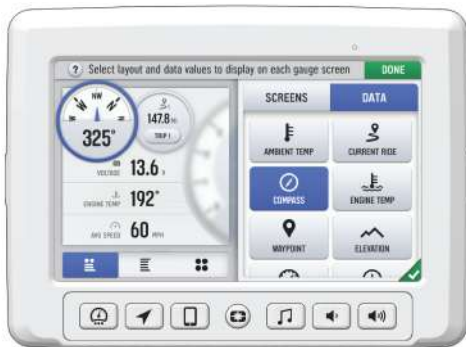 ? Select layout and data values to display on each gauge screen DONE
SCREENS DATA
NW
W N
325°
147.8
TRIP 1
VOLTAGE 13.6 V
ENGINE TEMP 192°
AVG SPEED 60 MPH
AMBIENT TEMP CURRENT RIDE
COMPASS ENGINE TEMP
WAYPOINT ELEVATION